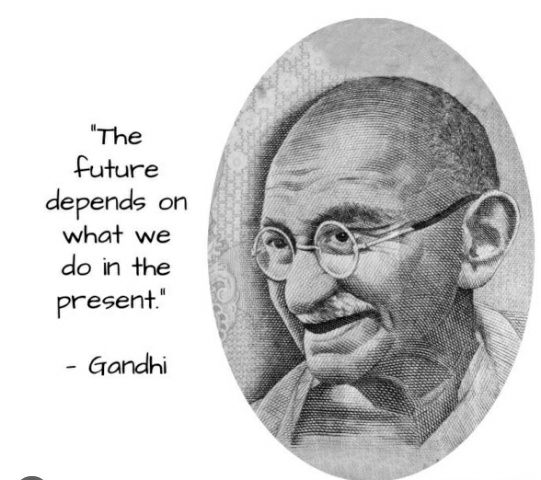 "The
future
depends on
what we
do in the
present."
- Gandhi